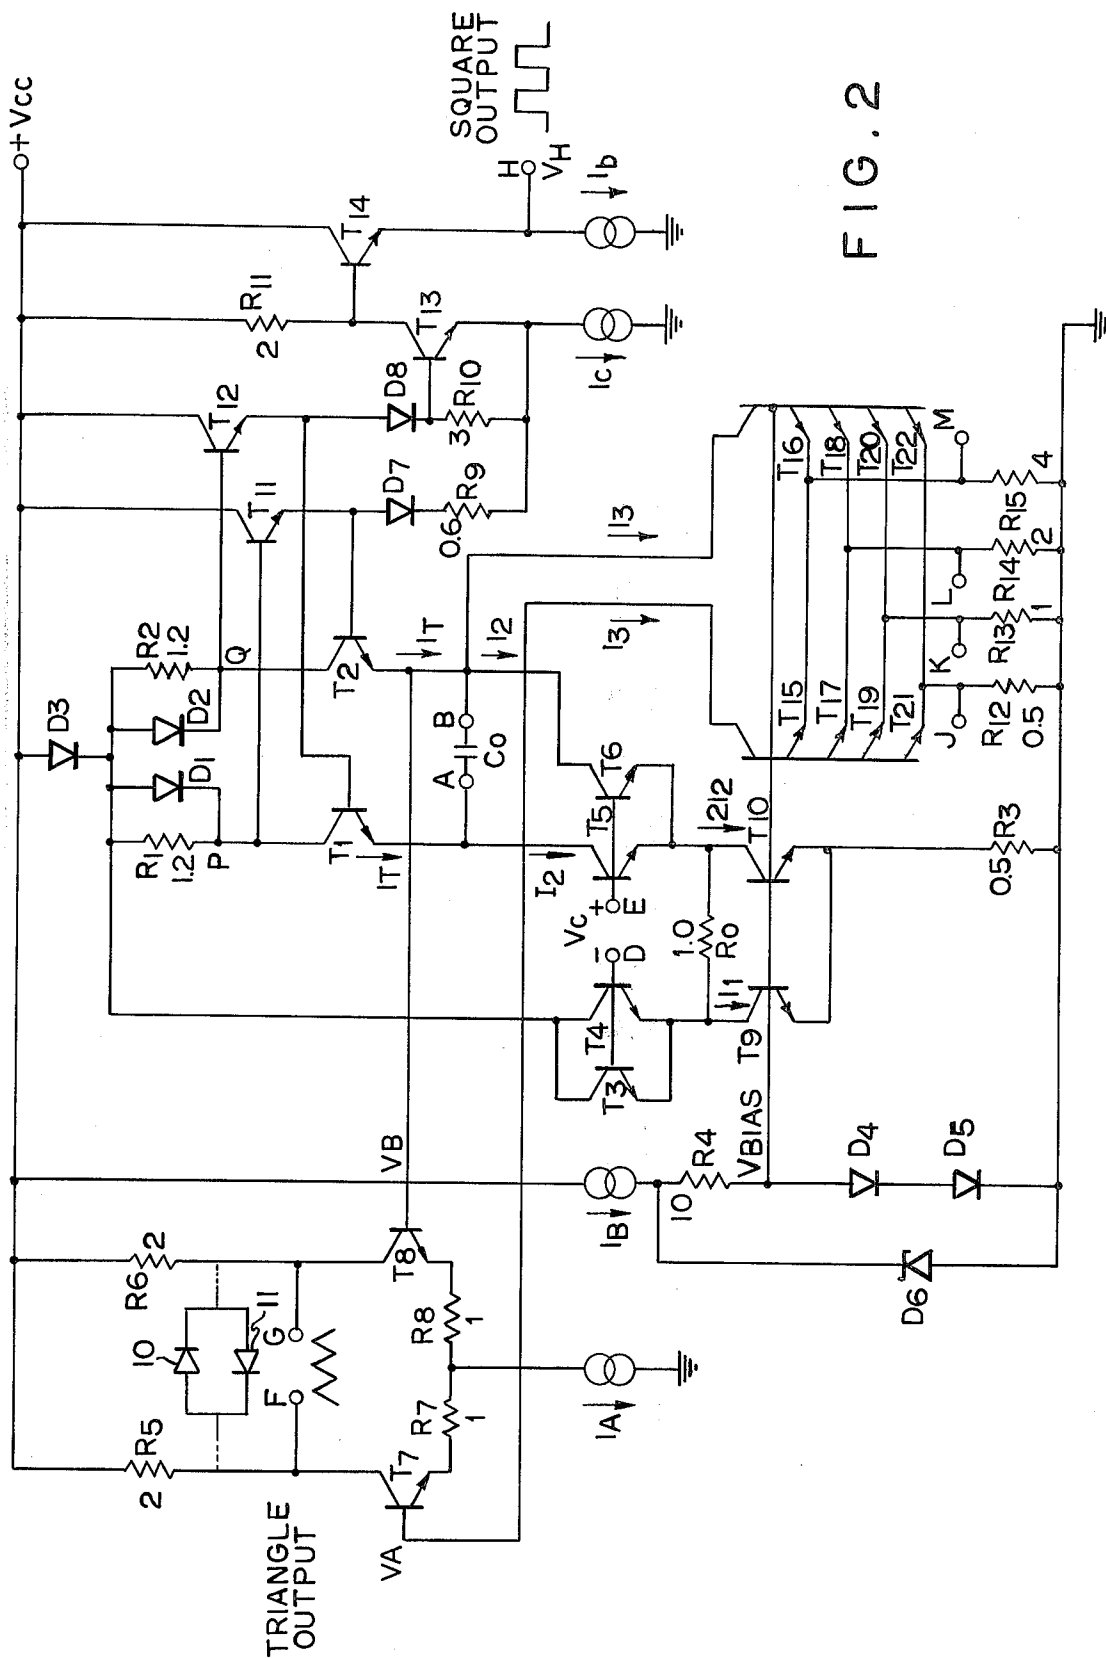 +Vcc
SQUARE
OUTPUT
H
VH
Ib
T14
R11
2
T13
Ic
T12
D8
R10
3
T11
D7
R9
0.6
D3
R2
1.2
Q
D2
D1
R1
1.2
P
T2
T1
IT
IT
B
A
Co
I2
I2
I3
I3
T6
T5
Vc
+
E
−
D
T4
T3
2I2
1.0
Ro
I1
T10
T9
VBIAS
R3
0.5
T16
T18
T20
T22
M
T15
T17
T19
T21
J
K
L
R12
0.5
R13
1
R14
2
R15
4
VB
VA
R6
2
R5
2
10
11
G
F
TRIANGLE
OUTPUT
T8
T7
R8
1
R7
1
IA
IB
R4
10
D4
D5
D6
FIG. 2